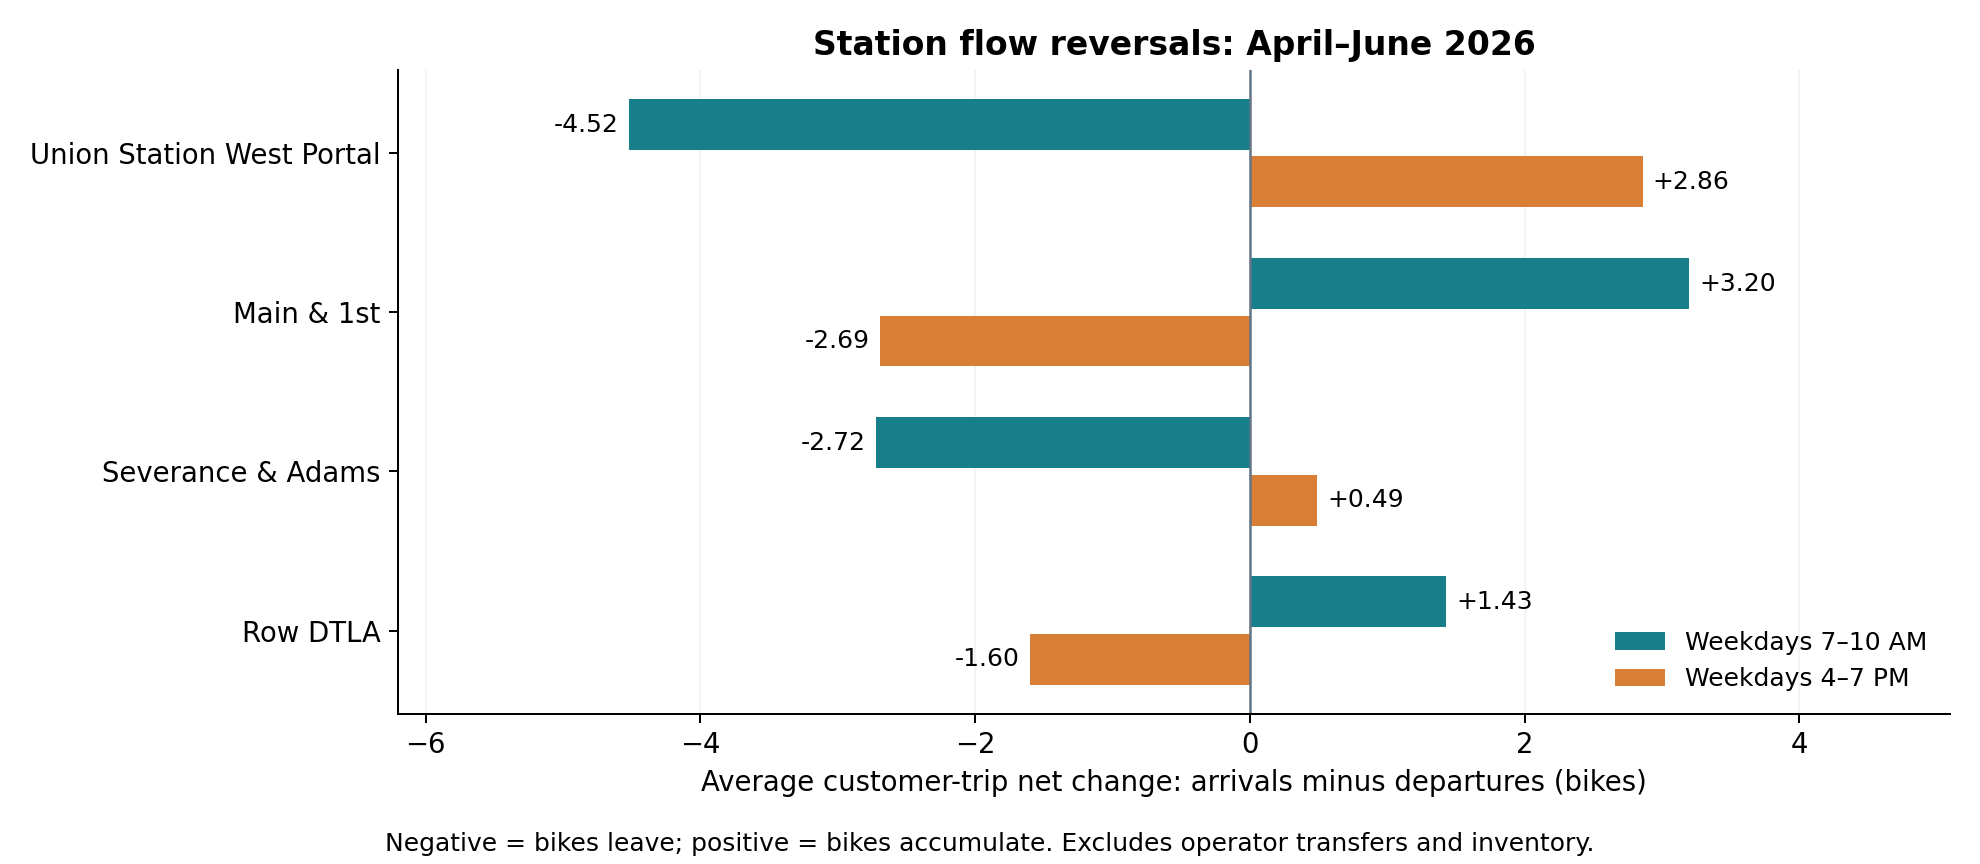 Station flow reversals: April–June 2026
Union Station West Portal
-4.52
+2.86
Main & 1st
+3.20
-2.69
Severance & Adams
-2.72
+0.49
Row DTLA
+1.43
-1.60
Weekdays 7–10 AM
Weekdays 4–7 PM
−6 −4 −2 0 2 4
Average customer-trip net change: arrivals minus departures (bikes)
Negative = bikes leave; positive = bikes accumulate. Excludes operator transfers and inventory.